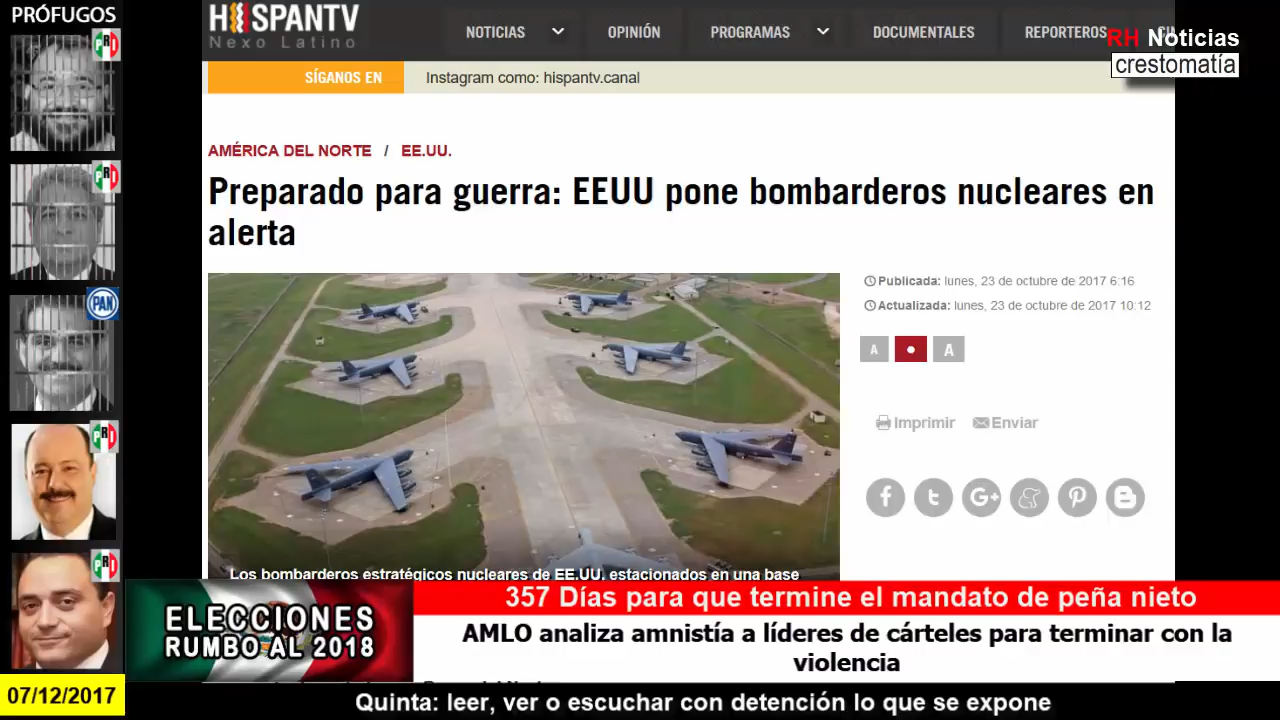 PRÓFUGOS
PRI
PRI
PAN
PRI
PRI
07/12/2017
HISPANTV
Nexo Latino
NOTICIAS
OPINIÓN
PROGRAMAS
DOCUMENTALES
REPORTEROS
RH Noticias
crestomatía
SÍGANOS EN
Instagram como: hispantv.canal
AMÉRICA DEL NORTE / EE.UU.
Preparado para guerra: EEUU pone bombarderos nucleares en
alerta
Publicada: lunes, 23 de octubre de 2017 6:16
Actualizada: lunes, 23 de octubre de 2017 10:12
A A
Imprimir Enviar
Los bombarderos estratégicos nucleares de EE.UU. estacionados en una base
ELECCIONES
RUMBO AL 2018
357 Días para que termine el mandato de peña nieto
AMLO analiza amnistía a líderes de cárteles para terminar con la
violencia
Quinta: leer, ver o escuchar con detención lo que se expone